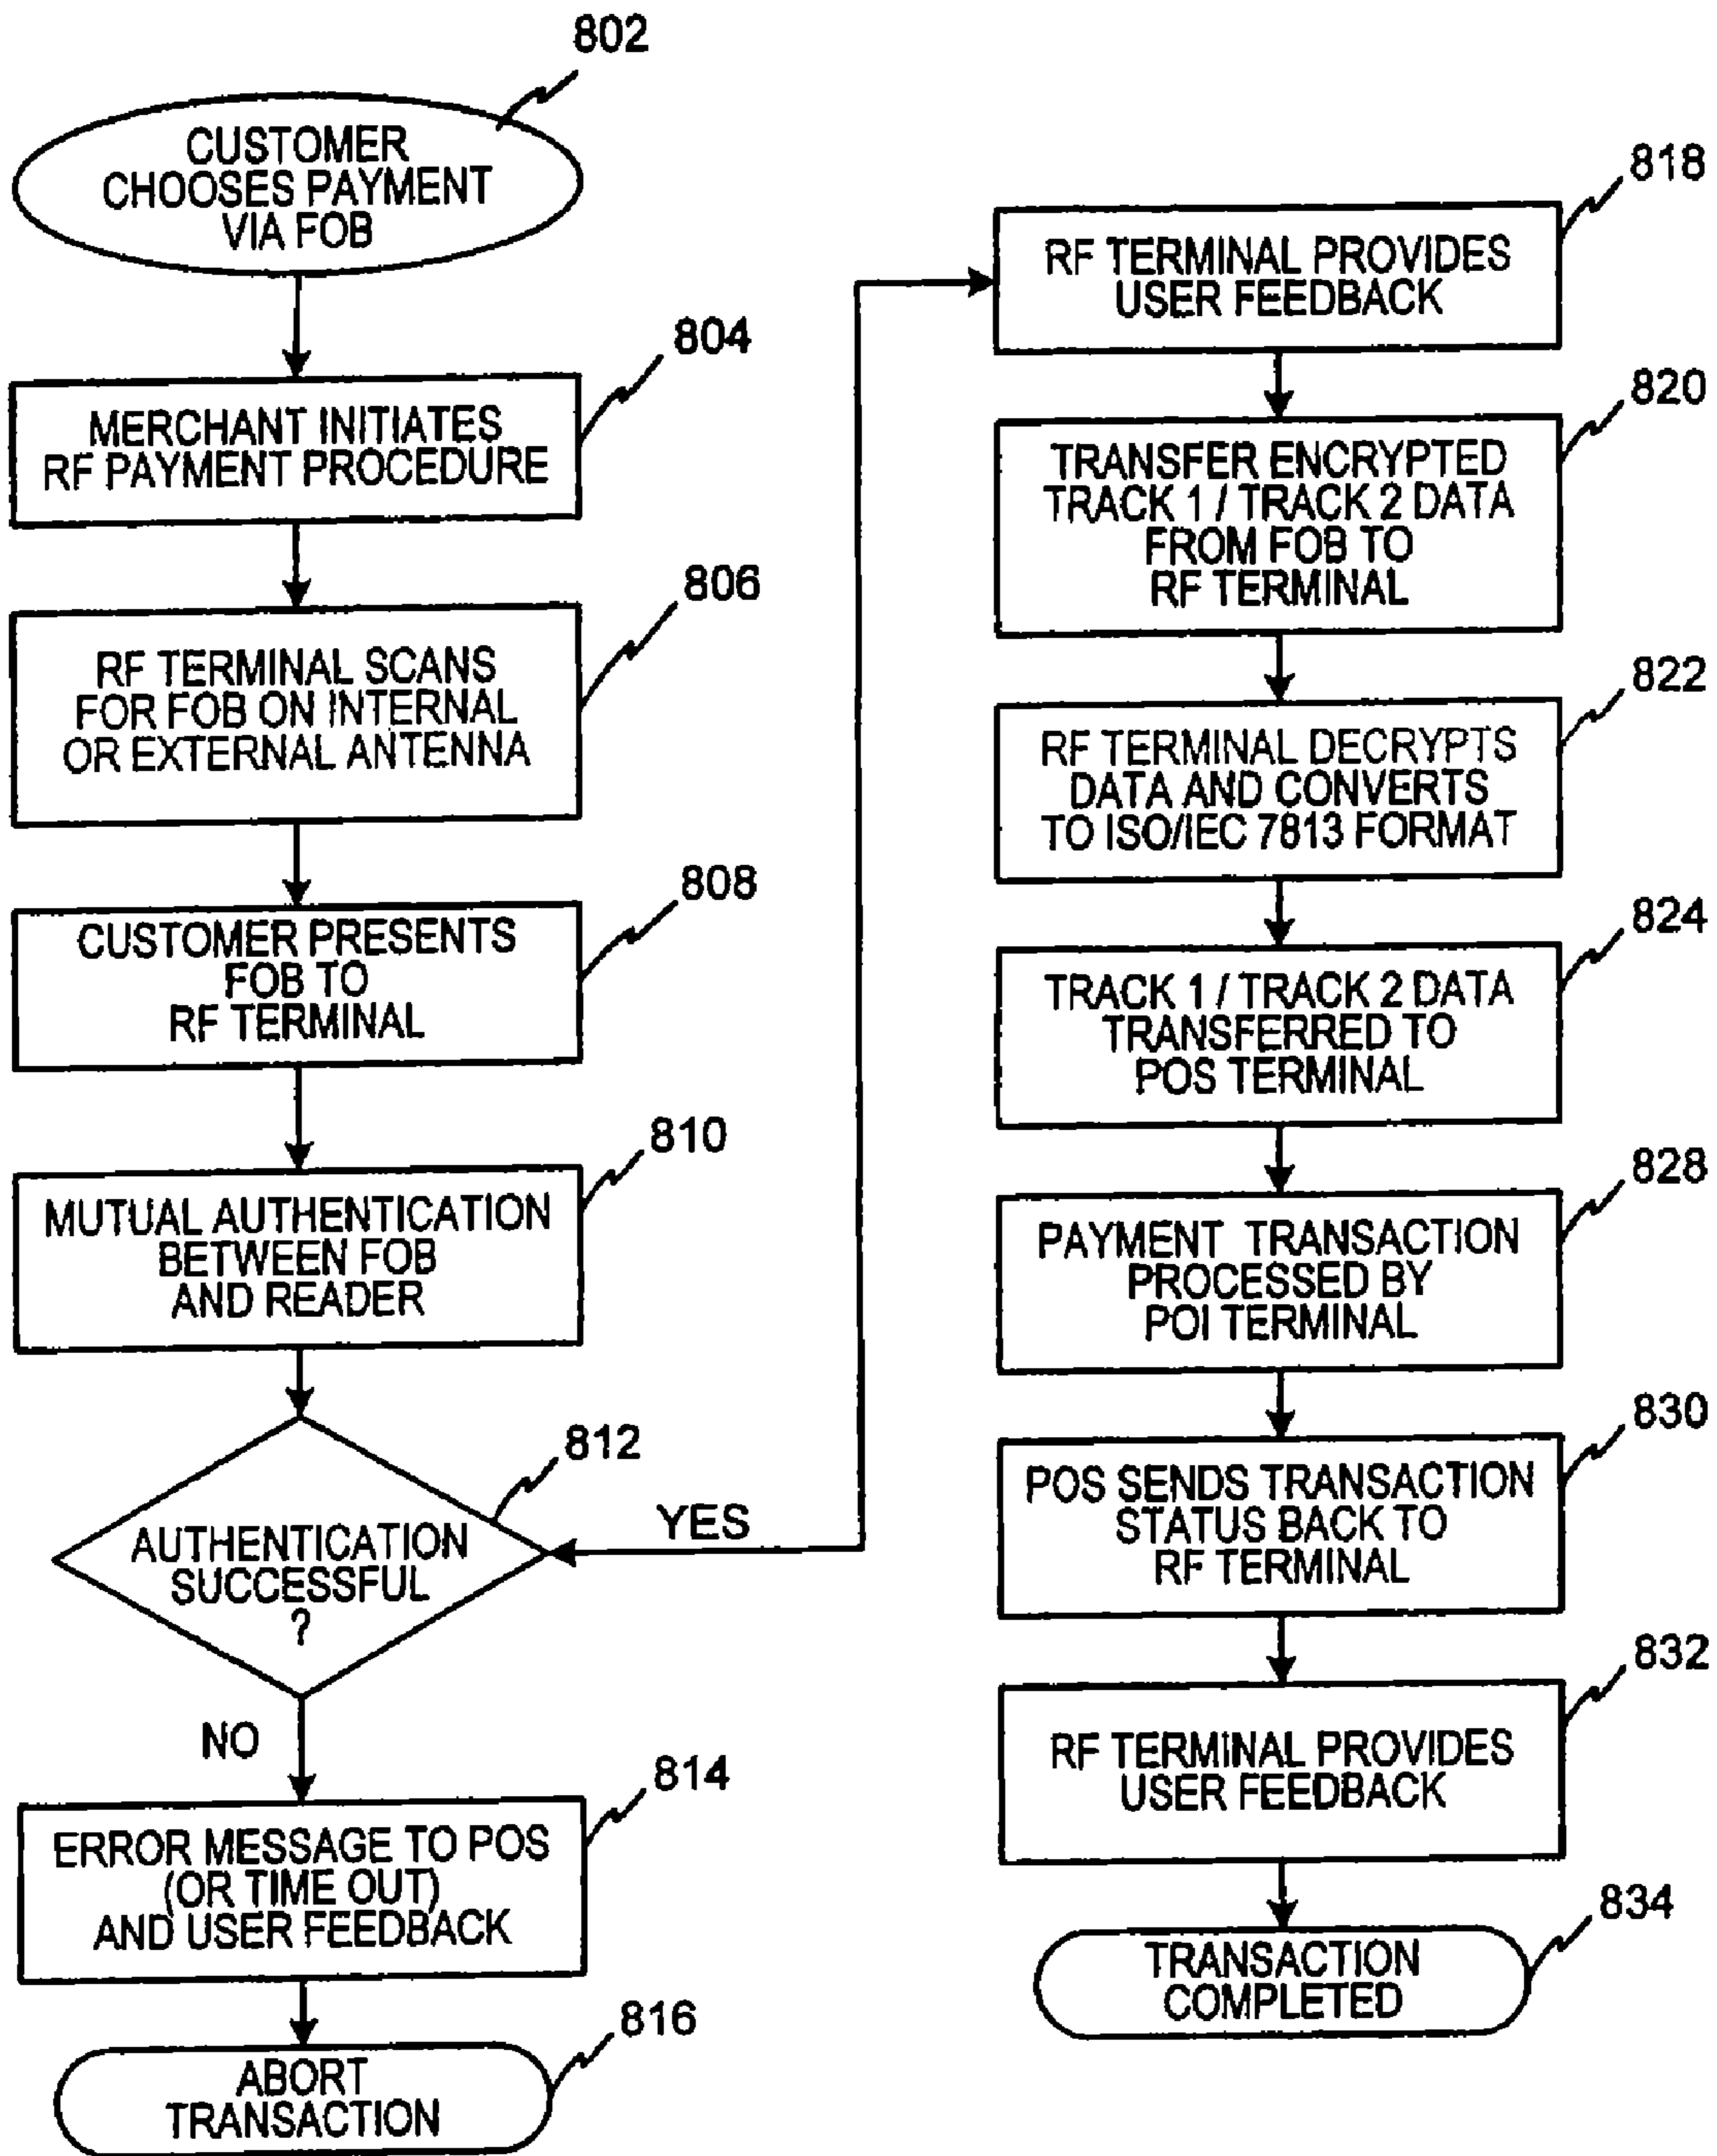 802
CUSTOMER
CHOOSES PAYMENT
VIA FOB
804
MERCHANT INITIATES
RF PAYMENT PROCEDURE
806
RF TERMINAL SCANS
FOR FOB ON INTERNAL
OR EXTERNAL ANTENNA
808
CUSTOMER PRESENTS
FOB TO
RF TERMINAL
810
MUTUAL AUTHENTICATION
BETWEEN FOB
AND READER
812
AUTHENTICATION
SUCCESSFUL
?
YES
NO
814
ERROR MESSAGE TO POS
(OR TIME OUT)
AND USER FEEDBACK
816
ABORT
TRANSACTION
818
RF TERMINAL PROVIDES
USER FEEDBACK
820
TRANSFER ENCRYPTED
TRACK 1 / TRACK 2 DATA
FROM FOB TO
RF TERMINAL
822
RF TERMINAL DECRYPTS
DATA AND CONVERTS
TO ISO/IEC 7813 FORMAT
824
TRACK 1 / TRACK 2 DATA
TRANSFERRED TO
POS TERMINAL
828
PAYMENT TRANSACTION
PROCESSED BY
POI TERMINAL
830
POS SENDS TRANSACTION
STATUS BACK TO
RF TERMINAL
832
RF TERMINAL PROVIDES
USER FEEDBACK
834
TRANSACTION
COMPLETED